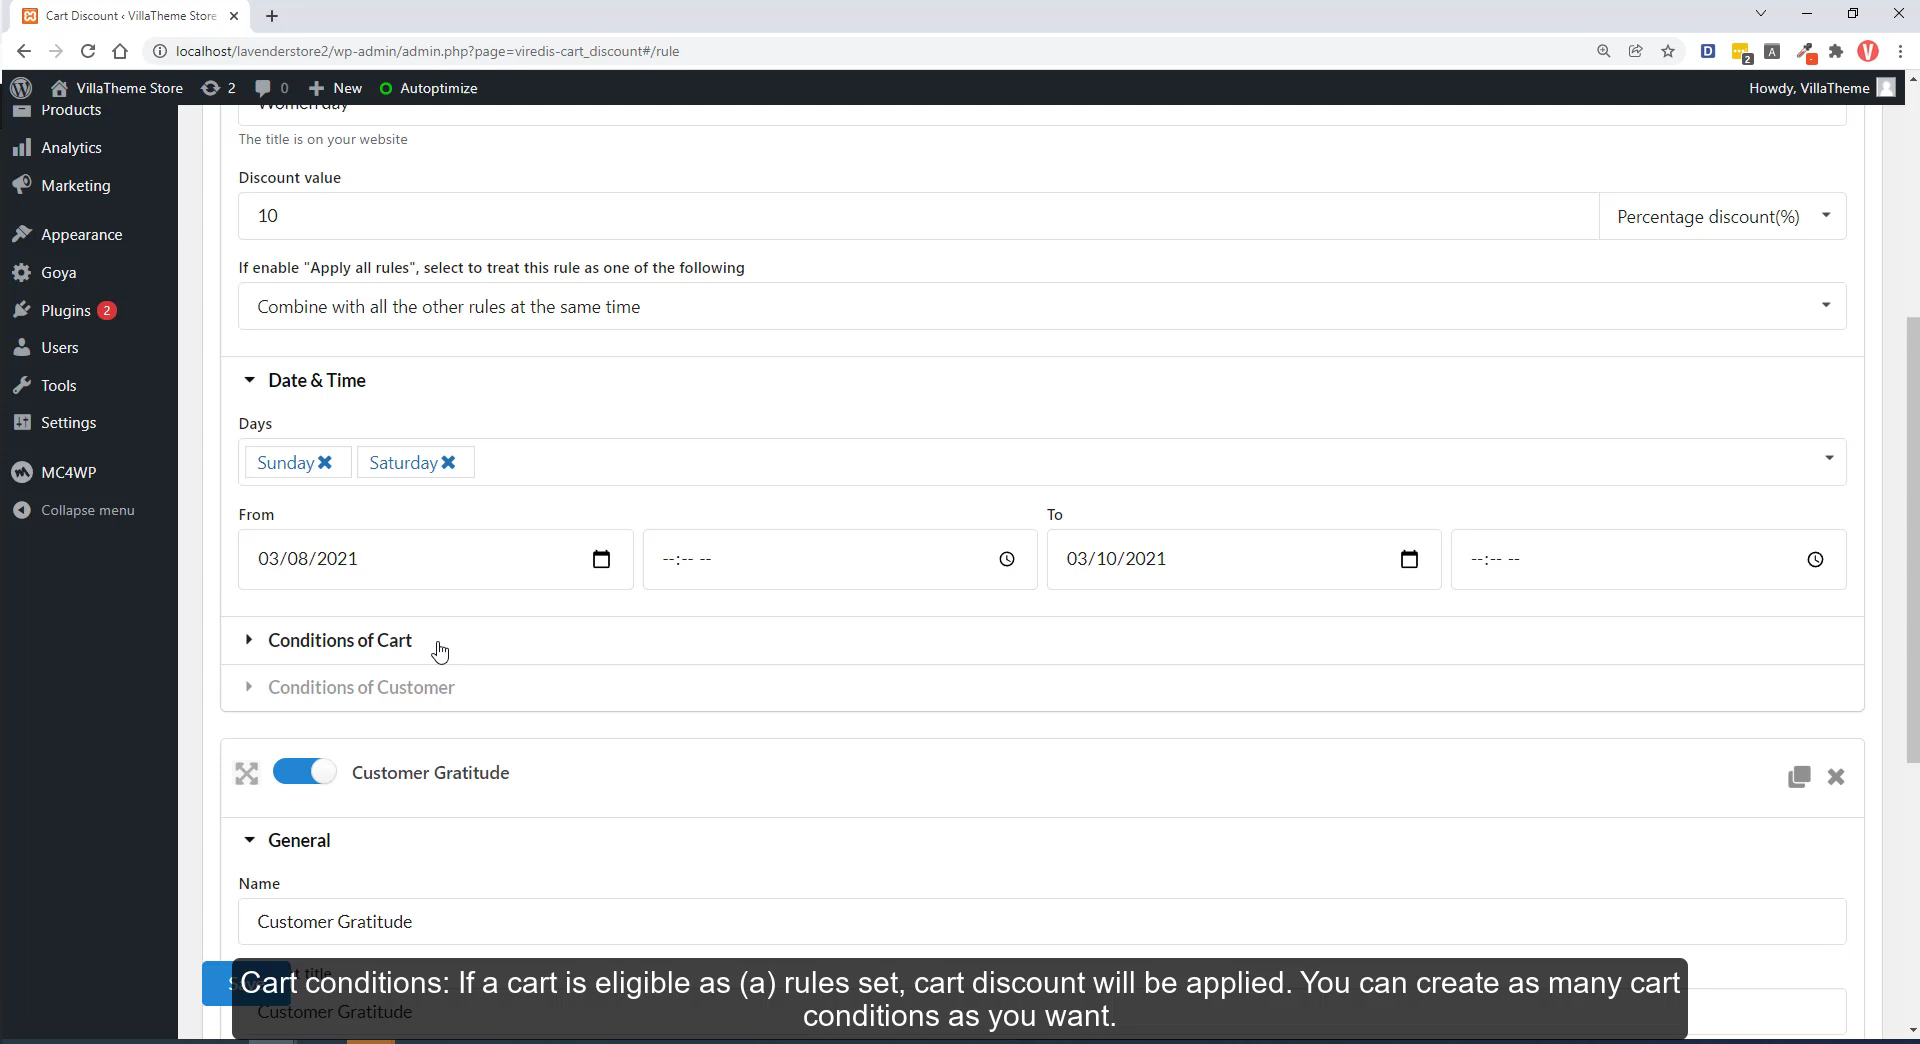 Cart Discount ‹ VillaTheme Store
localhost/lavenderstore2/wp-admin/admin.php?page=viredis-cart_discount#/rule
D
2
A
V
VillaTheme Store
2
0
New
Autoptimize
Howdy, VillaTheme
Products
Analytics
Marketing
Appearance
Goya
Plugins 2
Users
Tools
Settings
MC4WP
Collapse menu
Women day
The title is on your website
Discount value
10
Percentage discount(%)
If enable "Apply all rules", select to treat this rule as one of the following
Combine with all the other rules at the same time
Date & Time
Days
Sunday
Saturday
From
To
03/08/2021
--:-- --
03/10/2021
--:-- --
Conditions of Cart
Conditions of Customer
Customer Gratitude
General
Name
Customer Gratitude
title
Customer Gratitude
Cart conditions: If a cart is eligible as (a) rules set, cart discount will be applied. You can create as many cart
conditions as you want.